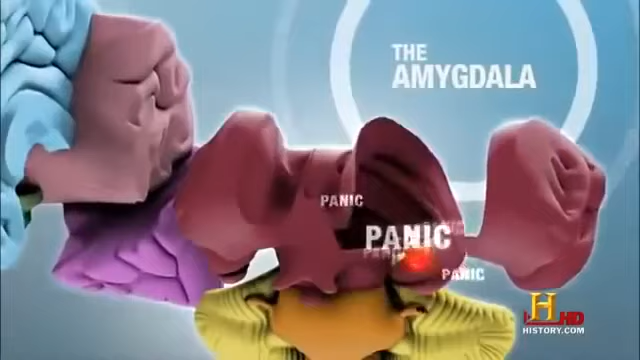 THE
AMYGDALA
PANIC
PANIC
PANIC
H HD
HISTORY.COM